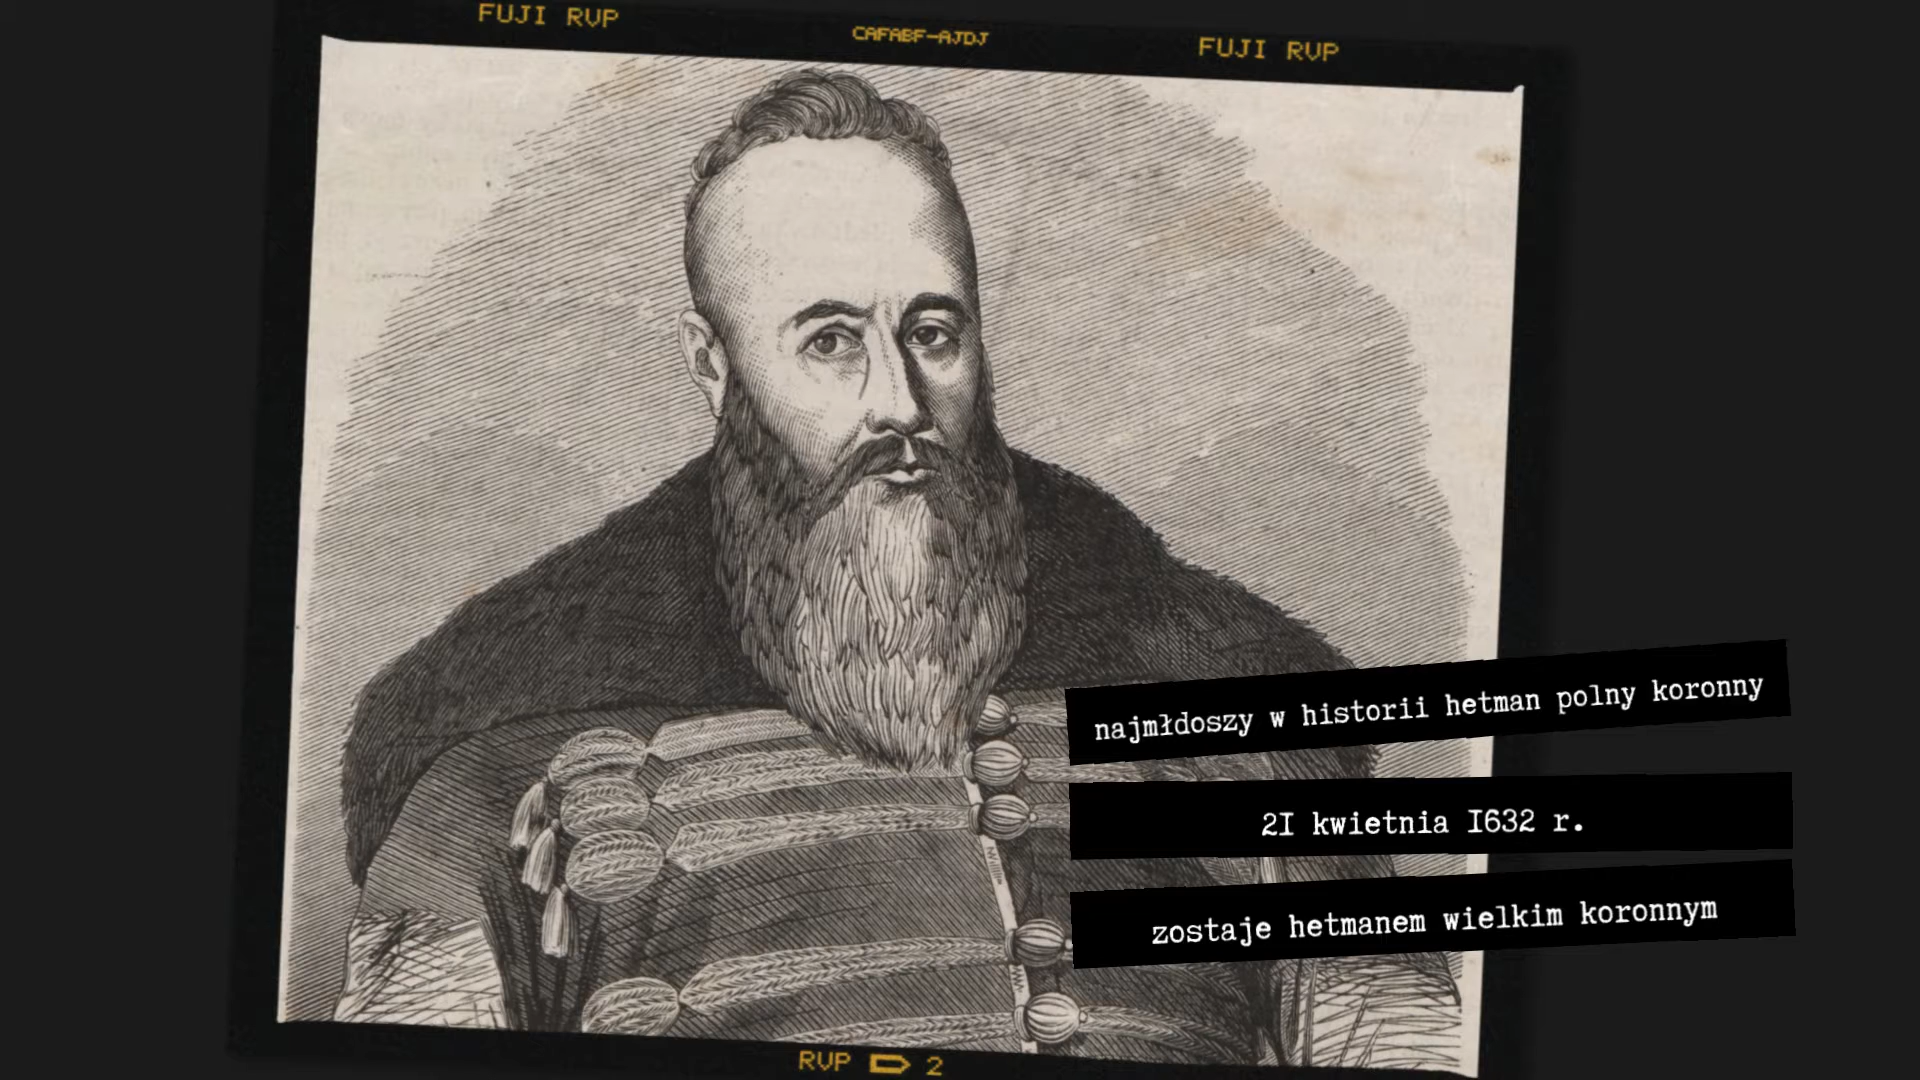 FUJI RVP
CAFABF-AJDJ
FUJI RVP
najmłdoszy w historii hetman polny koronny
2I kwietnia I632 r.
zostaje hetmanem wielkim koronnym
RVP 2